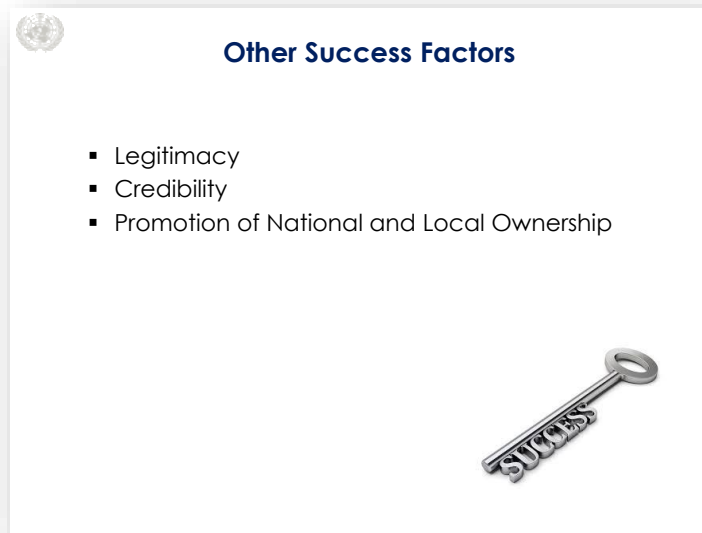 Other Success Factors
▪ Legitimacy
▪ Credibility
▪ Promotion of National and Local Ownership
SUCCESS